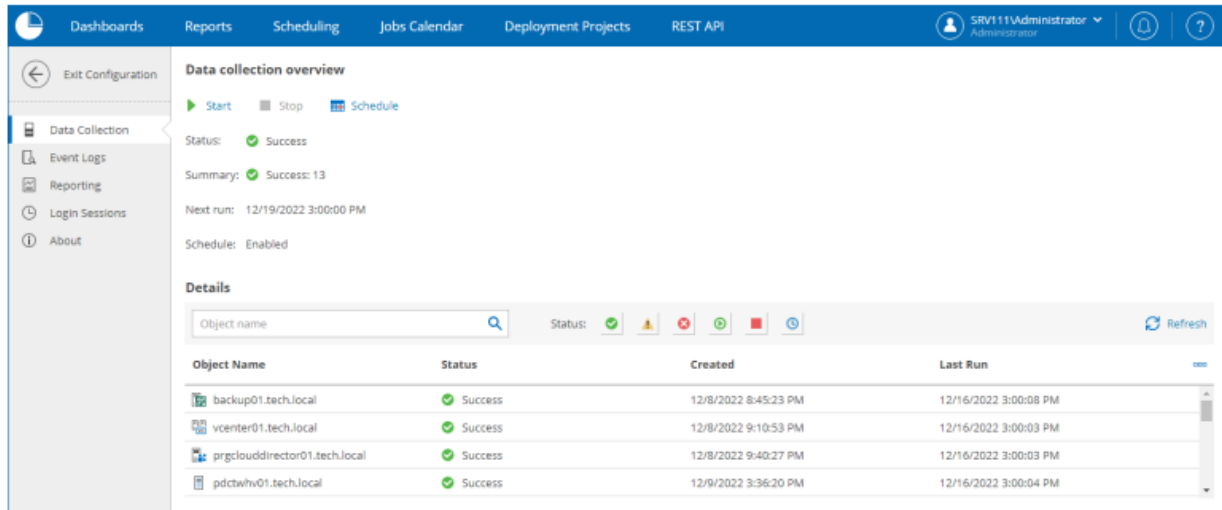 Dashboards Reports Scheduling Jobs Calendar Deployment Projects REST API SRV111\Administrator
Administrator
?
Exit Configuration
Data Collection
Event Logs
Reporting
Login Sessions
About
Data collection overview
Start Stop Schedule
Status: Success
Summary: Success: 13
Next run: 12/19/2022 3:00:00 PM
Schedule: Enabled
Details
Object name Status: Refresh
Object Name Status Created Last Run
backup01.tech.local Success 12/8/2022 8:45:23 PM 12/16/2022 3:00:08 PM
vcenter01.tech.local Success 12/8/2022 9:10:53 PM 12/16/2022 3:00:03 PM
prgclouddirector01.tech.local Success 12/8/2022 9:40:27 PM 12/16/2022 3:00:03 PM
pdctwhv01.tech.local Success 12/9/2022 3:36:20 PM 12/16/2022 3:00:04 PM